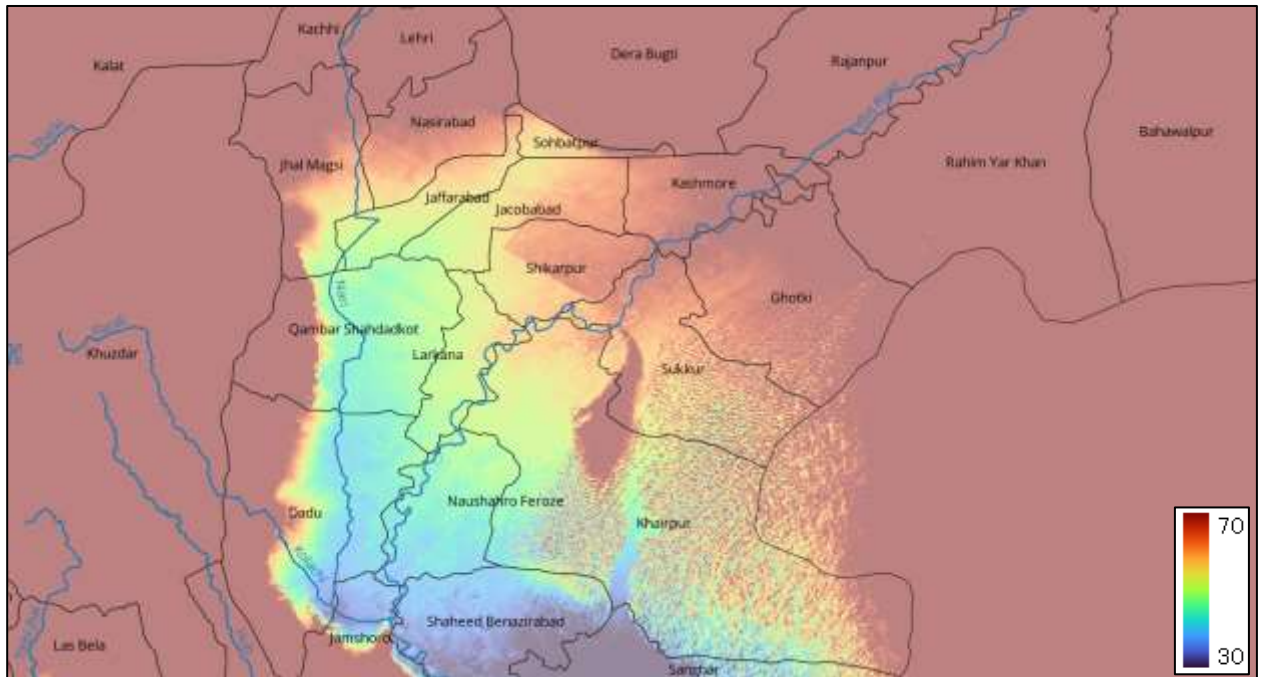 Kachhi
Lehri
Dera Bugti
Rajanpur
Kalat
Nasirabad
Bahawalpur
Sohbatpur
Jhal Magsi
Rahim Yar Khan
Kashmore
Jaffarabad
Jacobabad
Shikarpur
Ghotki
Qambar Shahdadkot
Khuzdar
Larkana
Sukkur
Naushahro Feroze
Dadu
Khairpur
70
Shaheed Benazirabad
Jamshoro
Las Bela
30
Sanghar